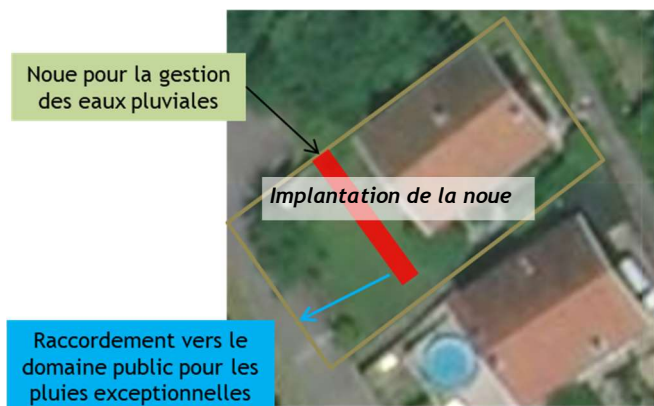 Noue pour la gestion
des eaux pluviales
Implantation de la noue
Raccordement vers le
domaine public pour les
pluies exceptionnelles